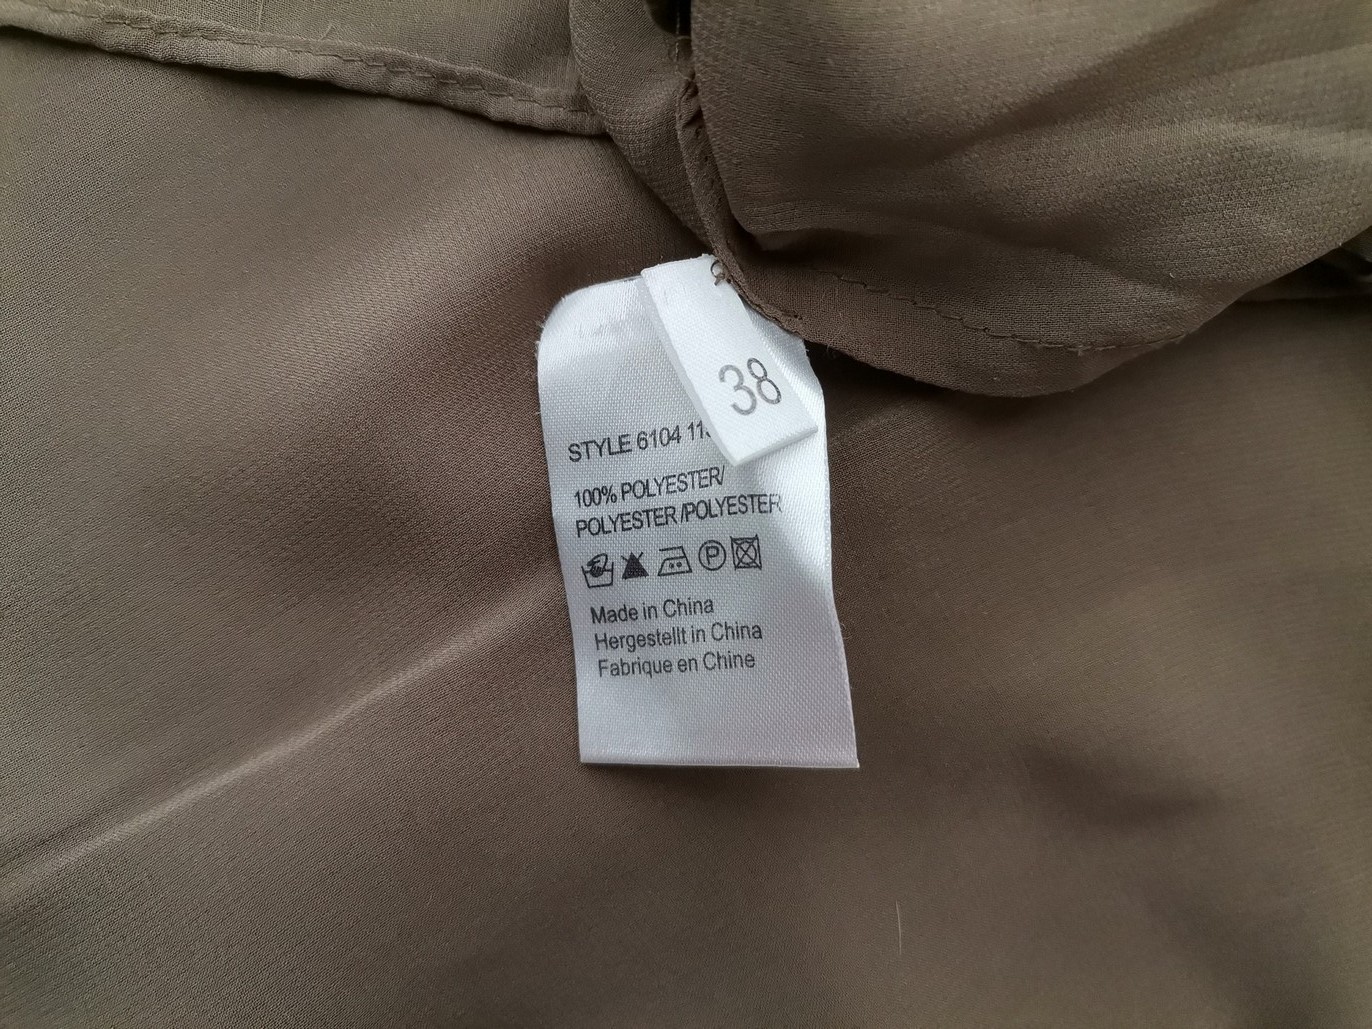 38
STYLE 6104
100% POLYESTER/
POLYESTER/POLYESTER
P
Made in China
Hergestellt in China
Fabrique en Chine